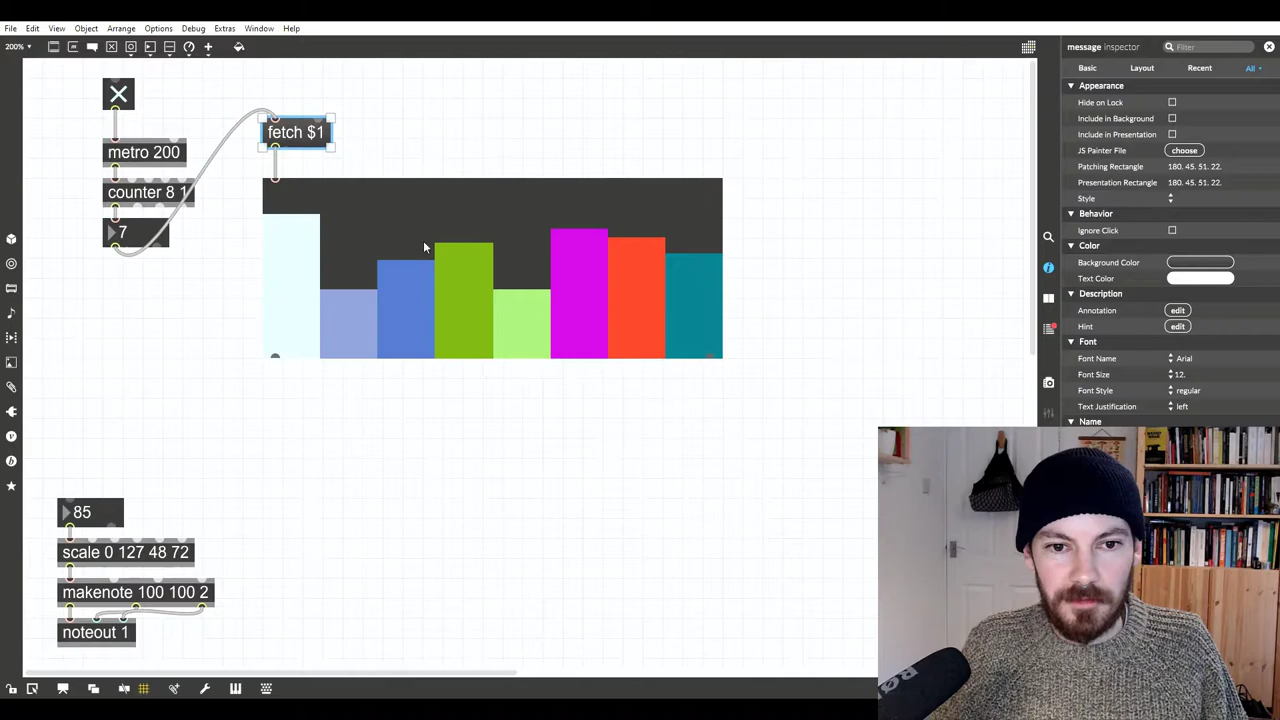 File Edit View Object Arrange Options Debug Extras Window Help
200%
message inspector
Filter
Basic Layout Recent All
Appearance
Hide on Lock
Include in Background
Include in Presentation
JS Painter File choose
Patching Rectangle 180. 45. 51. 22.
Presentation Rectangle 180. 45. 51. 22.
Style
Behavior
Ignore Click
Color
Background Color
Text Color
Description
Annotation edit
Hint edit
Font
Font Name Arial
Font Size 12.
Font Style regular
Text Justification left
Name
fetch $1
metro 200
counter 8 1
7
85
scale 0 127 48 72
makenote 100 100 2
noteout 1